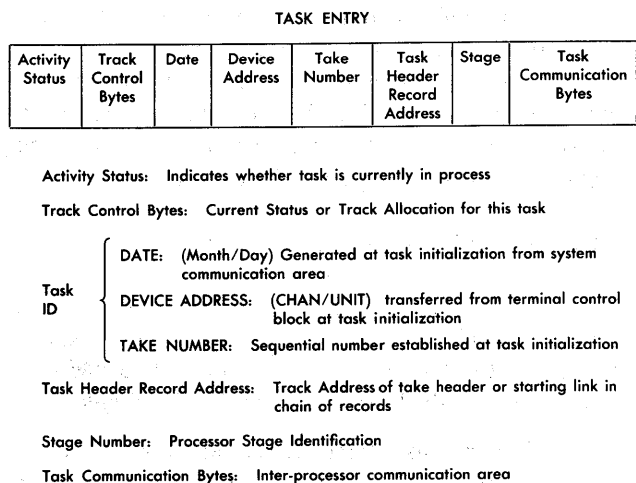 TASK ENTRY
Activity Status
Track Control Bytes
Date
Device Address
Take Number
Task Header Record Address
Stage
Task Communication Bytes
Activity Status: Indicates whether task is currently in process
Track Control Bytes: Current Status or Track Allocation for this task
Task ID
DATE: (Month/Day) Generated at task initialization from system
communication area
DEVICE ADDRESS: (CHAN/UNIT) transferred from terminal control
block at task initialization
TAKE NUMBER: Sequential number established at task initialization
Task Header Record Address: Track Address of take header or starting link in
chain of records
Stage Number: Processor Stage Identification
Task Communication Bytes: Inter-processor communication area